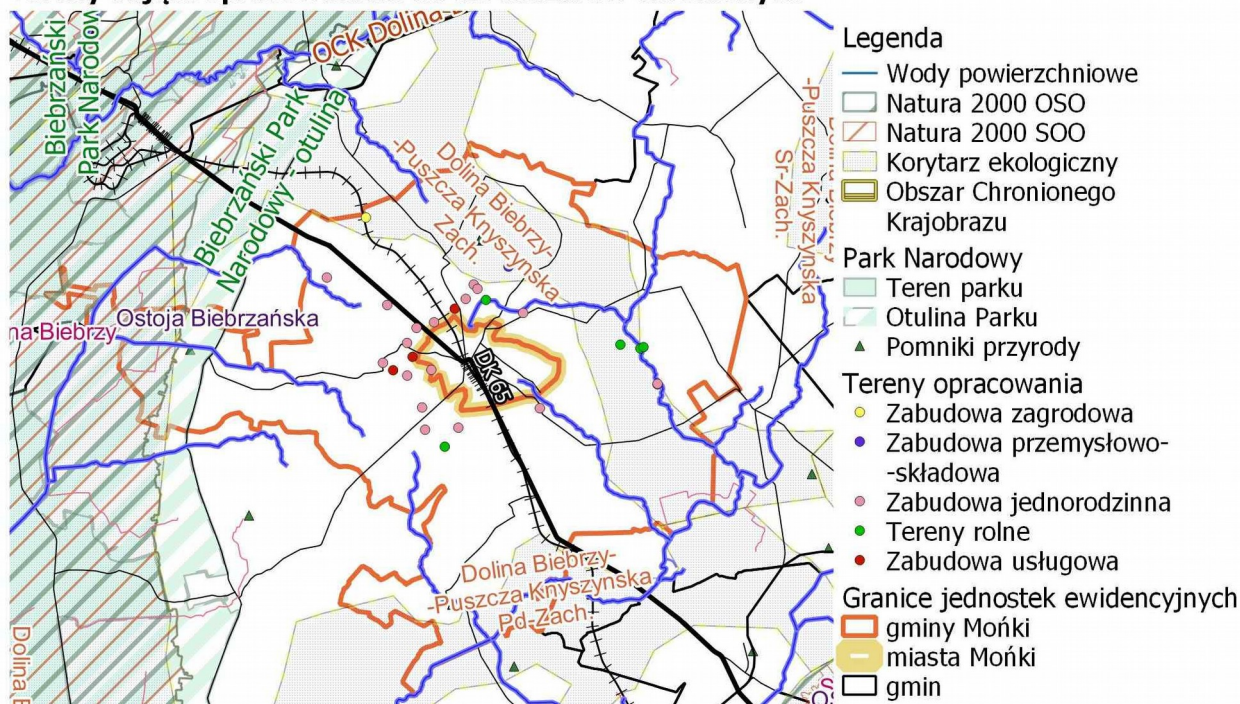 OCK Dolina
Biebrzański
Park Narodow
Biebrzański Park
Narodowy - otulina
Dolina Biebrzy-
-Puszcza Knyszyńska
Zach.
-Puszcza Knyszyńska
Śr-Zach.
na Biebrzy
Ostoja Biebrzańska
DK 65
Dolina Biebrzy-
-Puszcza Knyszyńska
Pd-Zach.
Dolina
Legenda
Wody powierzchniowe
Natura 2000 OSO
Natura 2000 SOO
Korytarz ekologiczny
Obszar Chronionego
Krajobrazu
Park Narodowy
Teren parku
Otulina Parku
Pomniki przyrody
Tereny opracowania
Zabudowa zagrodowa
Zabudowa przemysłowo-
-składowa
Zabudowa jednorodzinna
Tereny rolne
Zabudowa usługowa
Granice jednostek ewidencyjnych
gminy Mońki
miasta Mońki
gmin